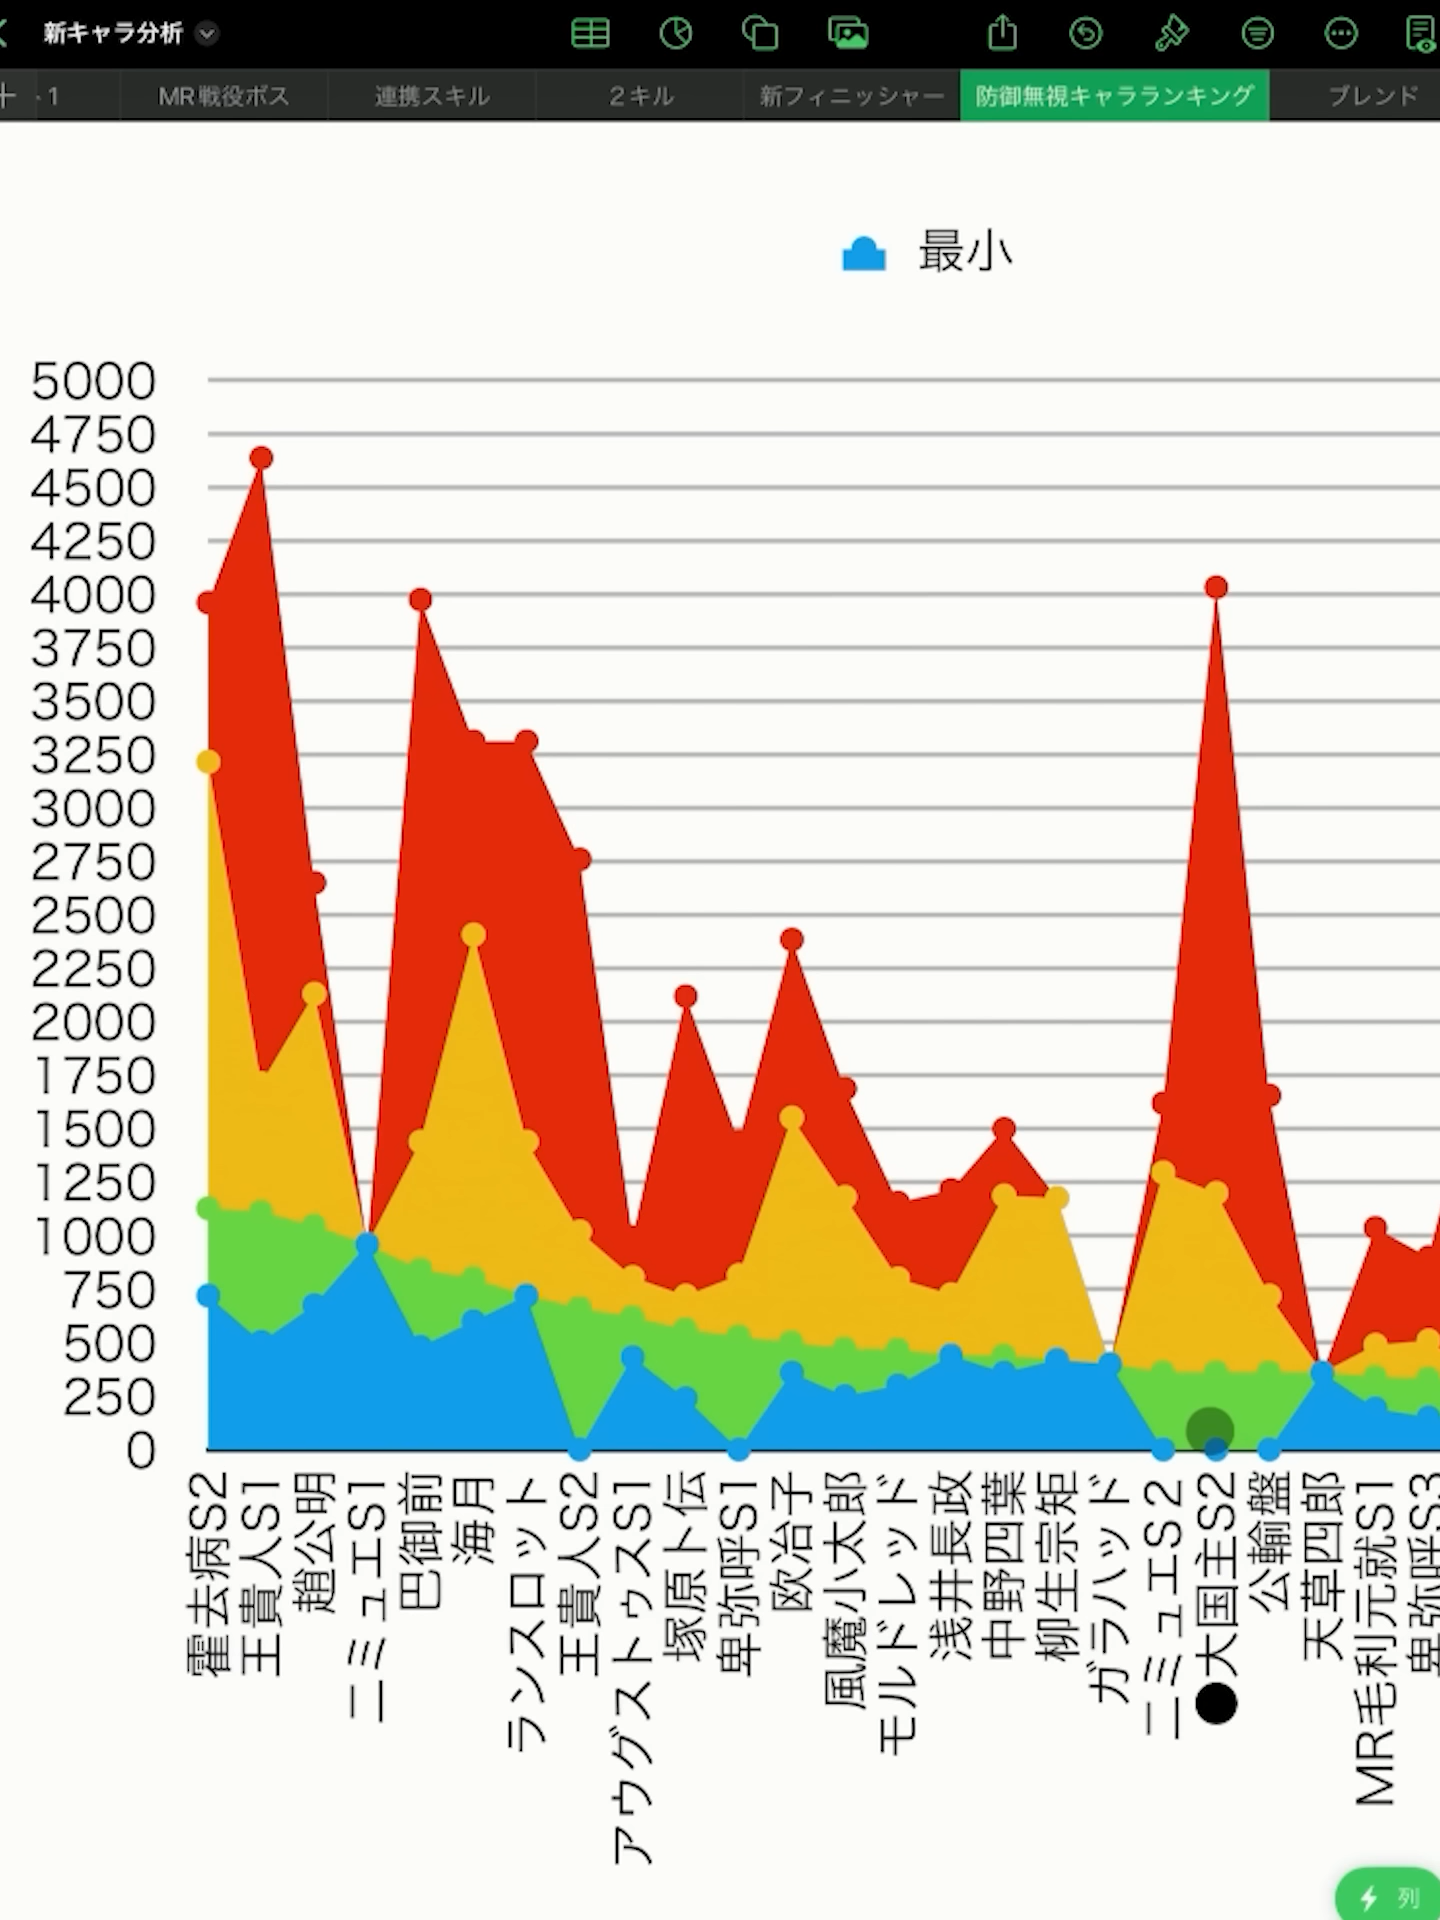 新キャラ分析
1
MR戦役ボス
連携スキル
2キル
新フィニッシャー
防御無視キャラランキング
ブレンド
最小
5000
4750
4500
4250
4000
3750
3500
3250
3000
2750
2500
2250
2000
1750
1500
1250
1000
750
500
250
0
霍去病S2
王貴人S1
趙公明
ニミュエS1
巴御前
海月
ランスロット
王貴人S2
アウグストゥスS1
塚原卜伝
卑弥呼S1
欧冶子
風魔小太郎
モルドレッド
浅井長政
中野四葉
柳生宗矩
ガラハッド
ニミュエS2
●大国主S2
公輸盤
天草四郎
MR毛利元就S1
卑弥呼S3
列